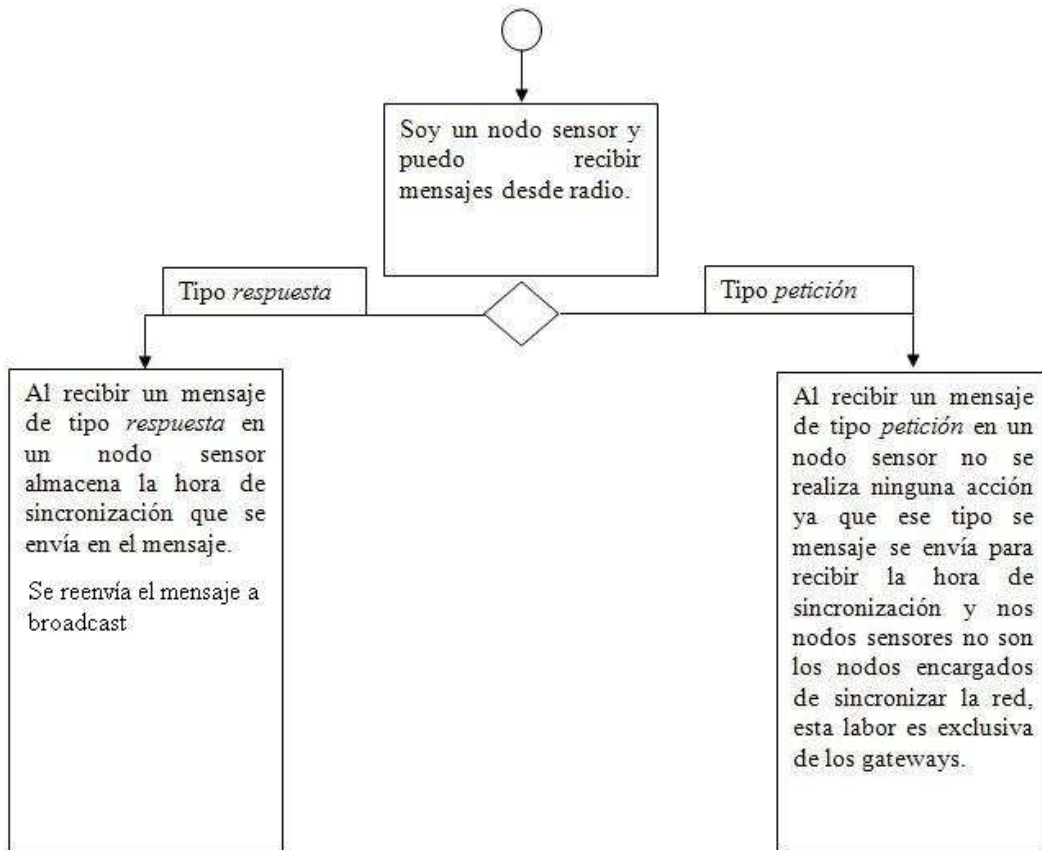 Soy un nodo sensor y
puedo recibir
mensajes desde radio.
Tipo respuesta
Tipo petición
Al recibir un mensaje
de tipo respuesta en
un nodo sensor
almacena la hora de
sincronización que se
envía en el mensaje.
Se reenvía el mensaje a
broadcast
Al recibir un mensaje
de tipo petición en un
nodo sensor no se
realiza ninguna acción
ya que ese tipo se
mensaje se envía para
recibir la hora de
sincronización y nos
nodos sensores no son
los nodos encargados
de sincronizar la red,
esta labor es exclusiva
de los gateways.